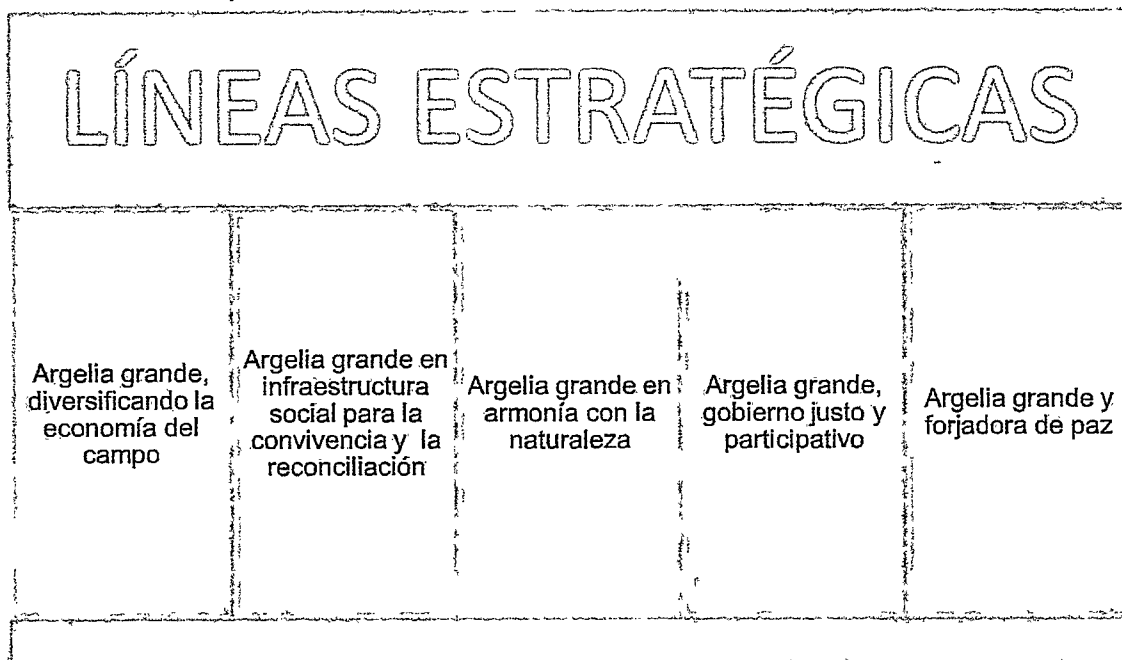 LÍNEAS ESTRATÉGICAS
Argelia grande,
diversificando la
economía del
campo
Argelia grande en
infraestructura
social para la
convivencia y la
reconciliación
Argelia grande en
armonía con la
naturaleza
Argelia grande,
gobierno justo y
participativo
Argelia grande y
forjadora de paz